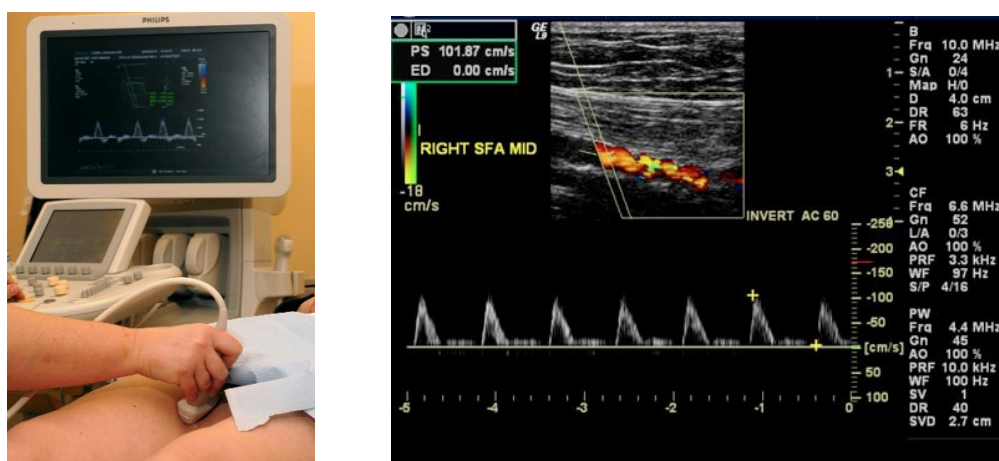 PHILIPS
GE
L9
PS 101.87 cm/s
ED 0.00 cm/s
RIGHT SFA MID
-18
cm/s
INVERT AC 60
1
2
3
4
B
Frq 10.0 MHz
Gn 24
S/A 0/4
Map H/0
D 4.0 cm
DR 63
FR 6 Hz
AO 100 %
CF
Frq 6.6 MHz
Gn 52
L/A 0/3
AO 100 %
PRF 3.3 kHz
WF 97 Hz
S/P 4/16
PW
Frq 4.4 MHz
Gn 45
AO 100 %
PRF 10.0 kHz
WF 100 Hz
SV 1
DR 40
SVD 2.7 cm
-250
-200
-150
-100
-50
[cm/s]
50
100
-5 -4 -3 -2 -1 0